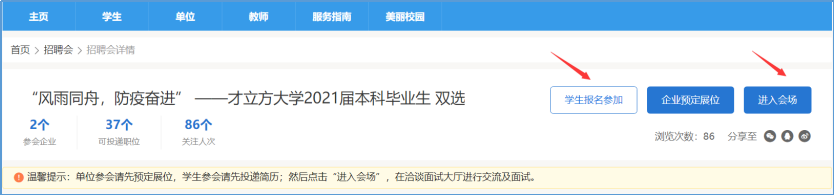 主页 学生 单位 教师 服务指南 美丽校园
首页 > 招聘会 > 招聘会详情
“风雨同舟，防疫奋进” ——才立方大学2021届本科毕业生 双选
学生报名参加 企业预定展位 进入会场
2个 37个 86个
参会企业 可投递职位 关注人次
浏览次数：86 分享至
温馨提示：单位参会请先预定展位，学生参会请先投递简历；然后点击“进入会场”，在洽谈面试大厅进行交流及面试。